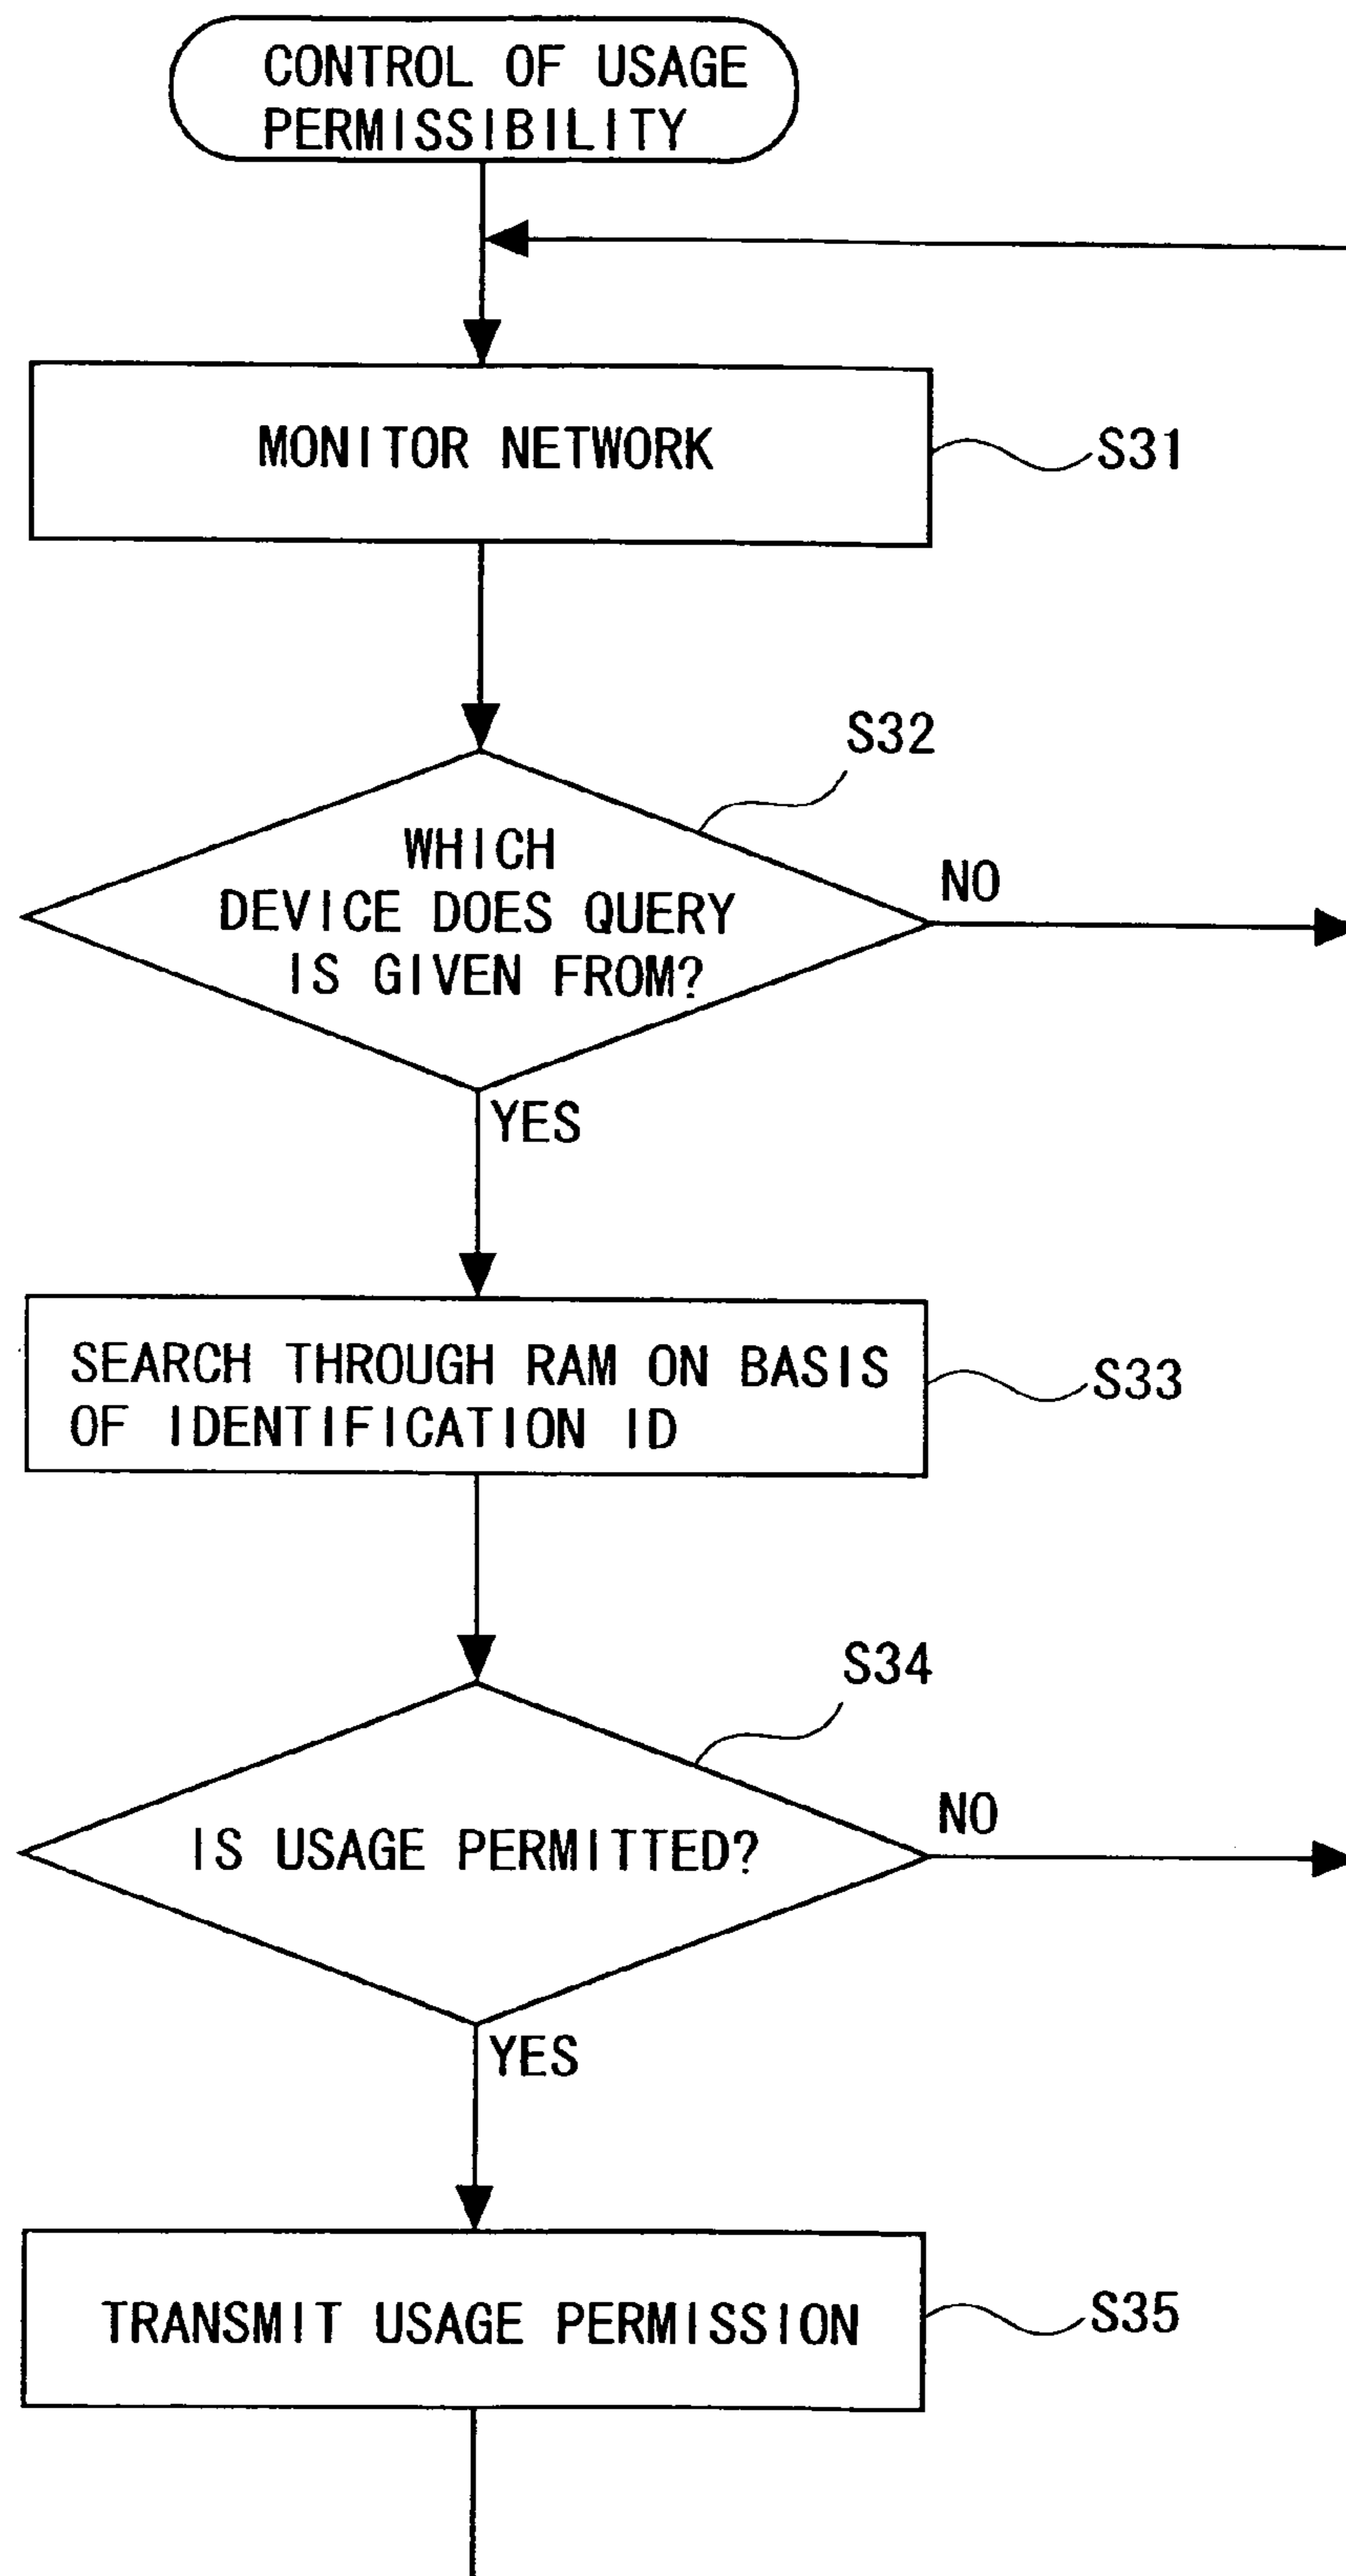 CONTROL OF USAGE
PERMISSIBILITY
MONITOR NETWORK
S31
S32
WHICH
DEVICE DOES QUERY
IS GIVEN FROM?
NO
YES
SEARCH THROUGH RAM ON BASIS
OF IDENTIFICATION ID
S33
S34
IS USAGE PERMITTED?
NO
YES
TRANSMIT USAGE PERMISSION
S35